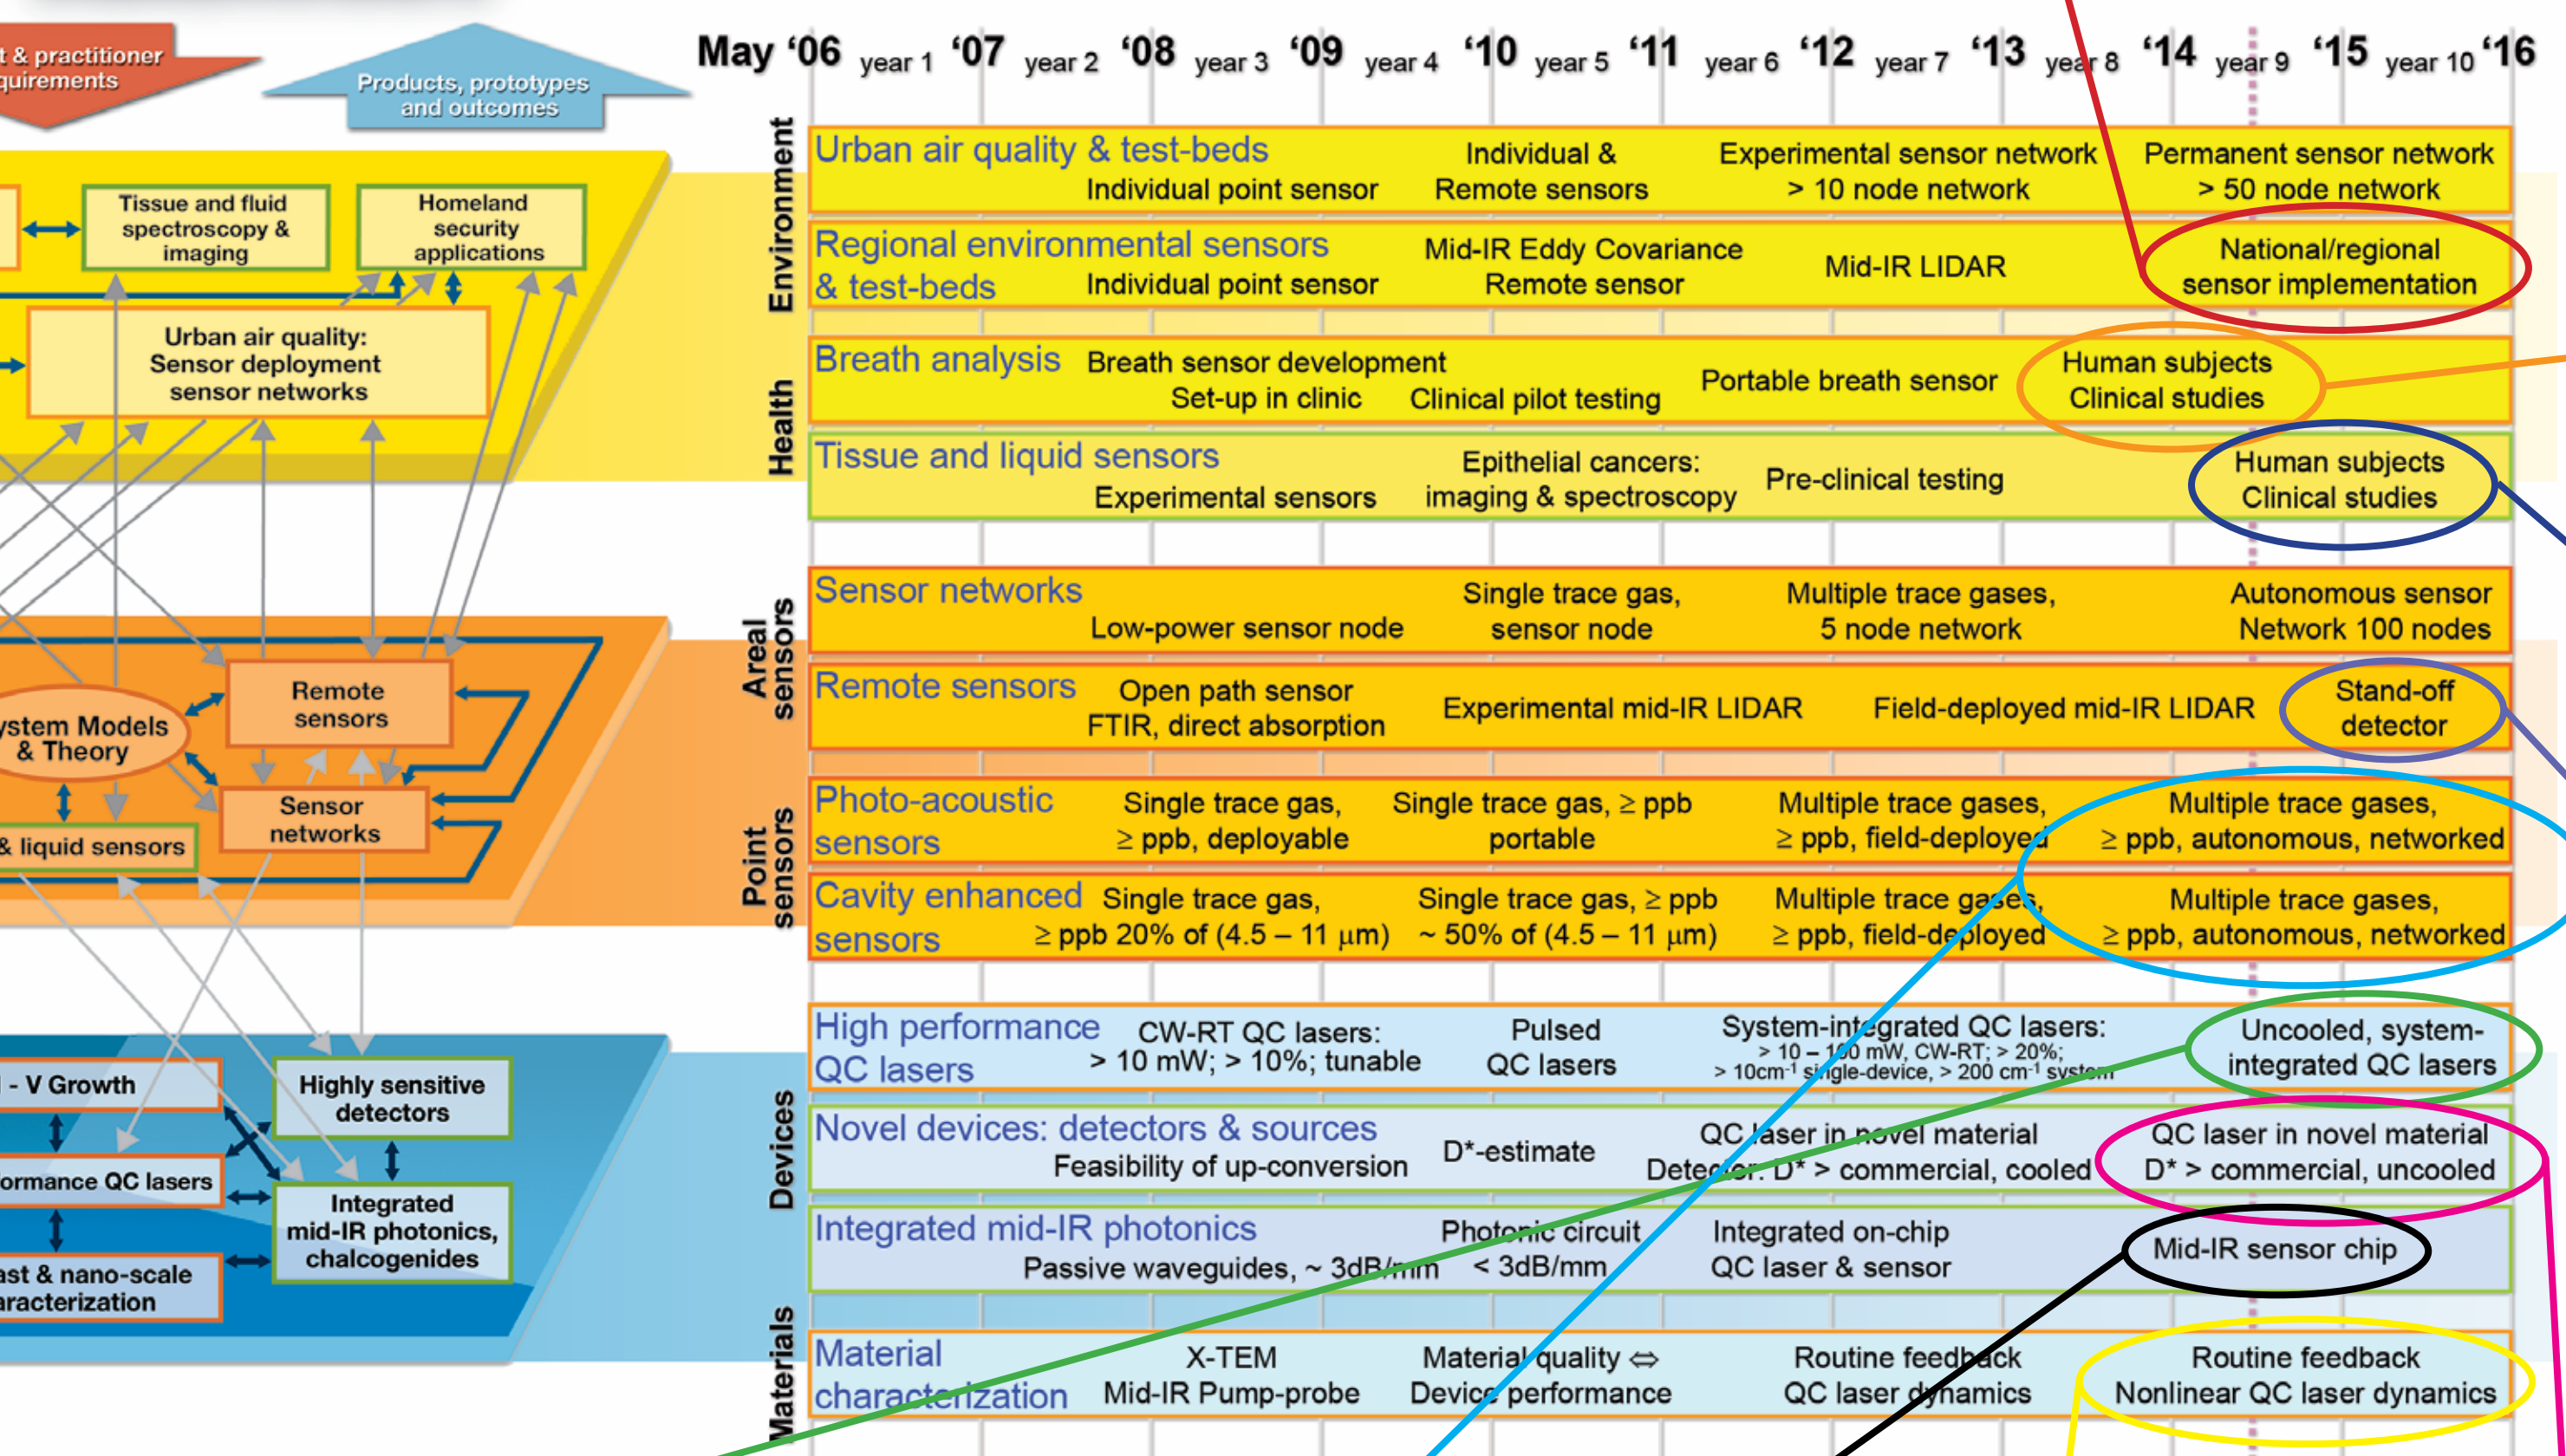 t & practitioner
quirements
Products, prototypes
and outcomes
May ‘06 year 1 ‘07 year 2 ‘08 year 3 ‘09 year 4 ‘10 year 5 ‘11 year 6 ‘12 year 7 ‘13 year 8 ‘14 year 9 ‘15 year 10 ‘16
Tissue and fluid
spectroscopy &
imaging
Homeland
security
applications
Urban air quality:
Sensor deployment
sensor networks
ystem Models
& Theory
Remote
sensors
Sensor
networks
& liquid sensors
- V Growth
Highly sensitive
detectors
ormance QC lasers
Integrated
mid-IR photonics,
chalcogenides
ast & nano-scale
aracterization
Environment
Urban air quality & test-beds
Individual point sensor
Individual &
Remote sensors
Experimental sensor network
> 10 node network
Permanent sensor network
> 50 node network
Regional environmental sensors
& test-beds
Individual point sensor
Mid-IR Eddy Covariance
Remote sensor
Mid-IR LIDAR
National/regional
sensor implementation
Health
Breath analysis
Breath sensor development
Set-up in clinic
Clinical pilot testing
Portable breath sensor
Human subjects
Clinical studies
Tissue and liquid sensors
Experimental sensors
Epithelial cancers:
imaging & spectroscopy
Pre-clinical testing
Human subjects
Clinical studies
Areal
sensors
Sensor networks
Low-power sensor node
Single trace gas,
sensor node
Multiple trace gases,
5 node network
Autonomous sensor
Network 100 nodes
Remote sensors
Open path sensor
FTIR, direct absorption
Experimental mid-IR LIDAR
Field-deployed mid-IR LIDAR
Stand-off
detector
Point
sensors
Photo-acoustic
sensors
Single trace gas,
≥ ppb, deployable
Single trace gas, ≥ ppb
portable
Multiple trace gases,
≥ ppb, field-deployed
Multiple trace gases,
≥ ppb, autonomous, networked
Cavity enhanced
sensors
Single trace gas,
≥ ppb 20% of (4.5 – 11 μm)
Single trace gas, ≥ ppb
~ 50% of (4.5 – 11 μm)
Multiple trace gases,
≥ ppb, field-deployed
Multiple trace gases,
≥ ppb, autonomous, networked
Devices
High performance
QC lasers
CW-RT QC lasers:
> 10 mW; > 10%; tunable
Pulsed
QC lasers
System-integrated QC lasers:
> 10 – 100 mW, CW-RT; > 20%;
> 10cm⁻¹ single-device, > 200 cm⁻¹ system
Uncooled, system-
integrated QC lasers
Novel devices: detectors & sources
Feasibility of up-conversion
D*-estimate
QC laser in novel material
Detector: D* > commercial, cooled
QC laser in novel material
D* > commercial, uncooled
Integrated mid-IR photonics
Passive waveguides, ~ 3dB/mm
Photonic circuit
< 3dB/mm
Integrated on-chip
QC laser & sensor
Mid-IR sensor chip
Materials
Material
characterization
X-TEM
Mid-IR Pump-probe
Material quality ⇔
Device performance
Routine feedback
QC laser dynamics
Routine feedback
Nonlinear QC laser dynamics